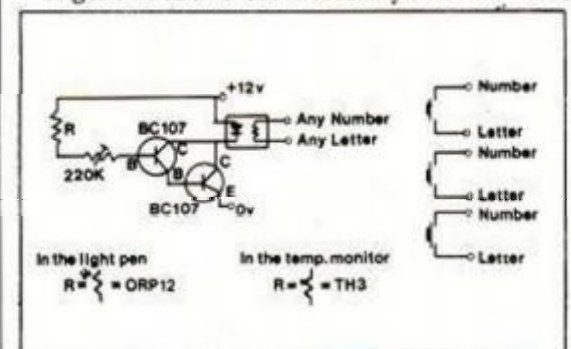 +12v
R
BC107
C
Any Number
Any Letter
220K
B
B
C
E
BC107
0v
Number
Letter
Number
Letter
Number
Letter
In the light pen
R= = ORP12
In the temp. monitor
R= = TH3